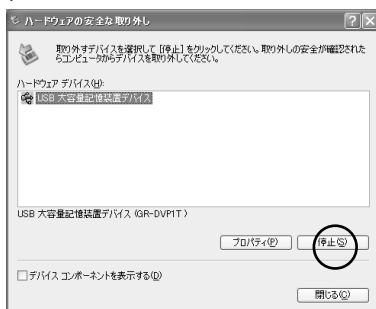 ハードウェアの安全な取り外し
取り外すデバイスを選択して [停止] をクリックしてください。取り外しの安全が確認された
らコンピュータからデバイスを取り外してください。
ハードウェア デバイス(H):
USB 大容量記憶装置デバイス
USB 大容量記憶装置デバイス (GR-DVP1T)
プロパティ(P) 停止(S)
デバイス コンポーネントを表示する(D)
閉じる(C)